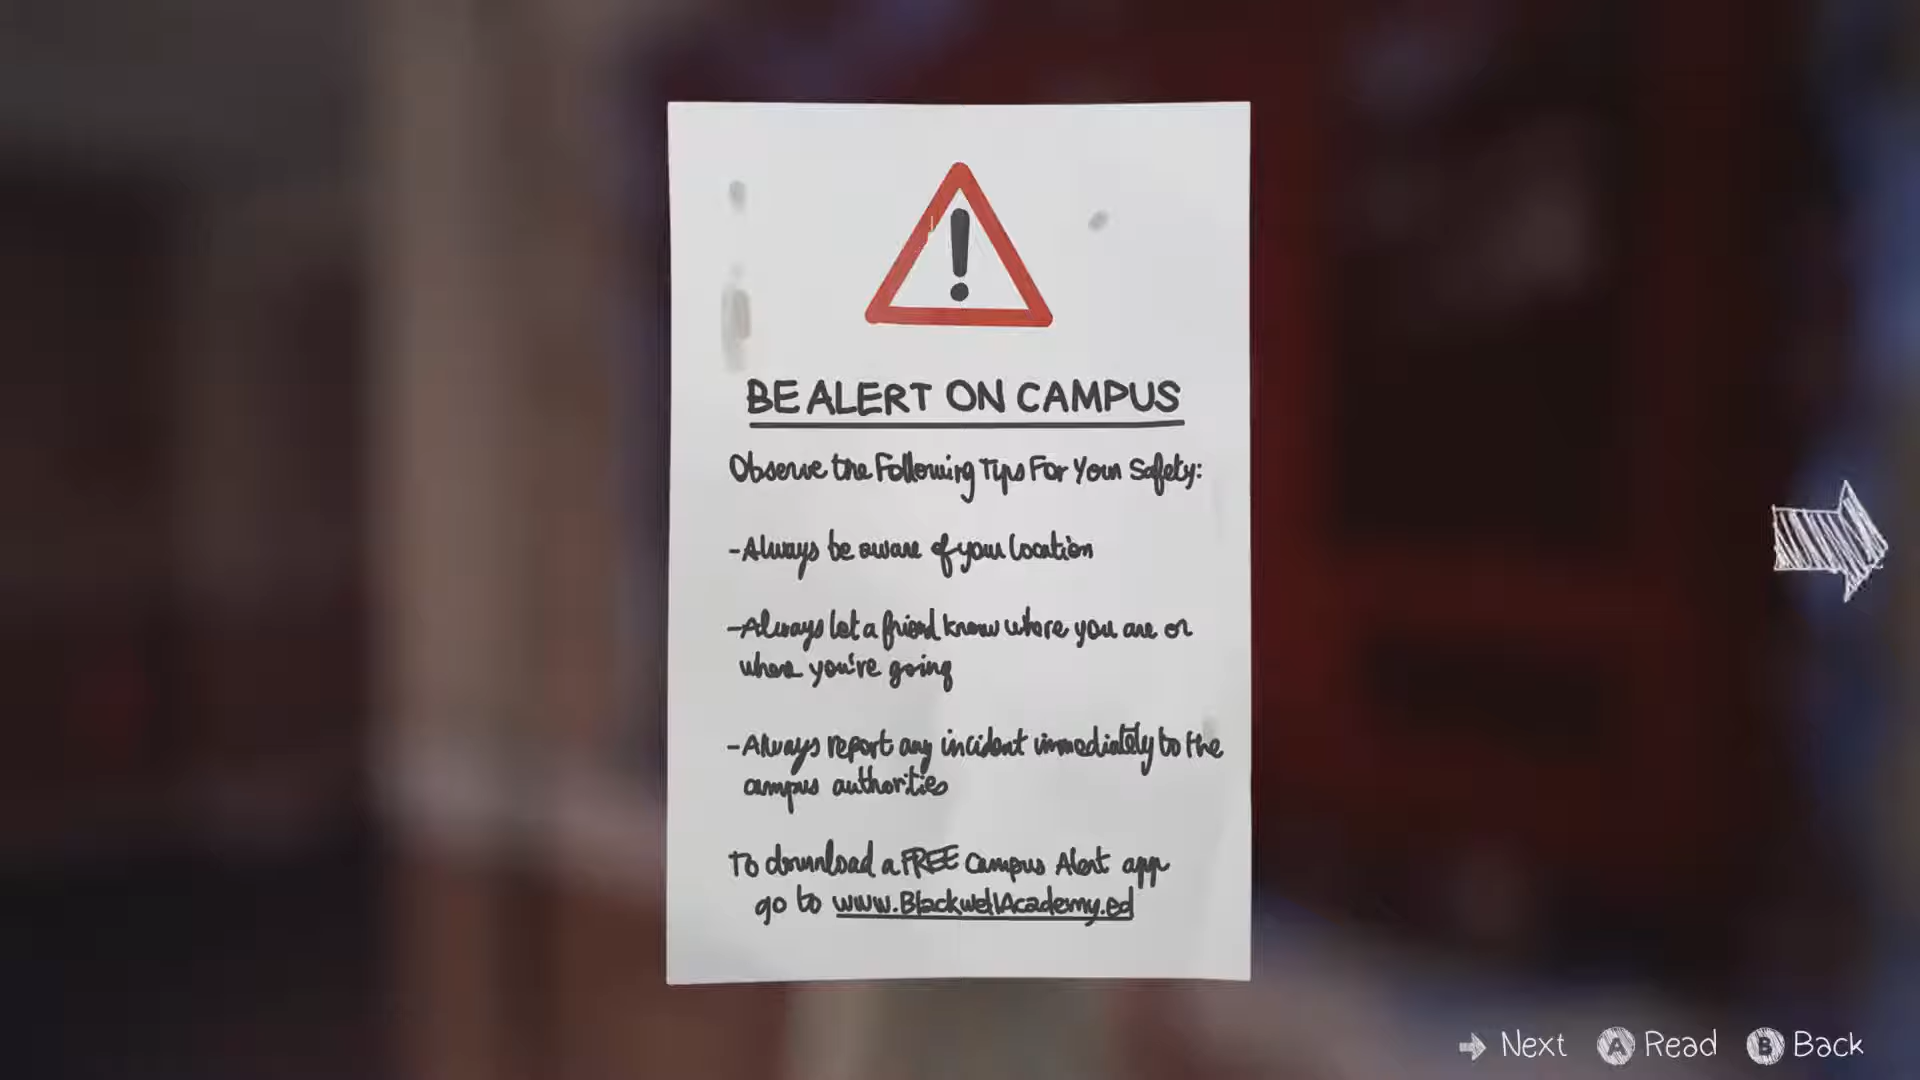 !
BE ALERT ON CAMPUS
Observe the Following Tips For Your Safety:
-Always be aware of your location
-Always let a friend know where you are or
where you're going
-Always report any incident immediately to the
campus authorities
To download a FREE Campus Alert app
go to www.BlackwellAcademy.ed
Next A Read B Back